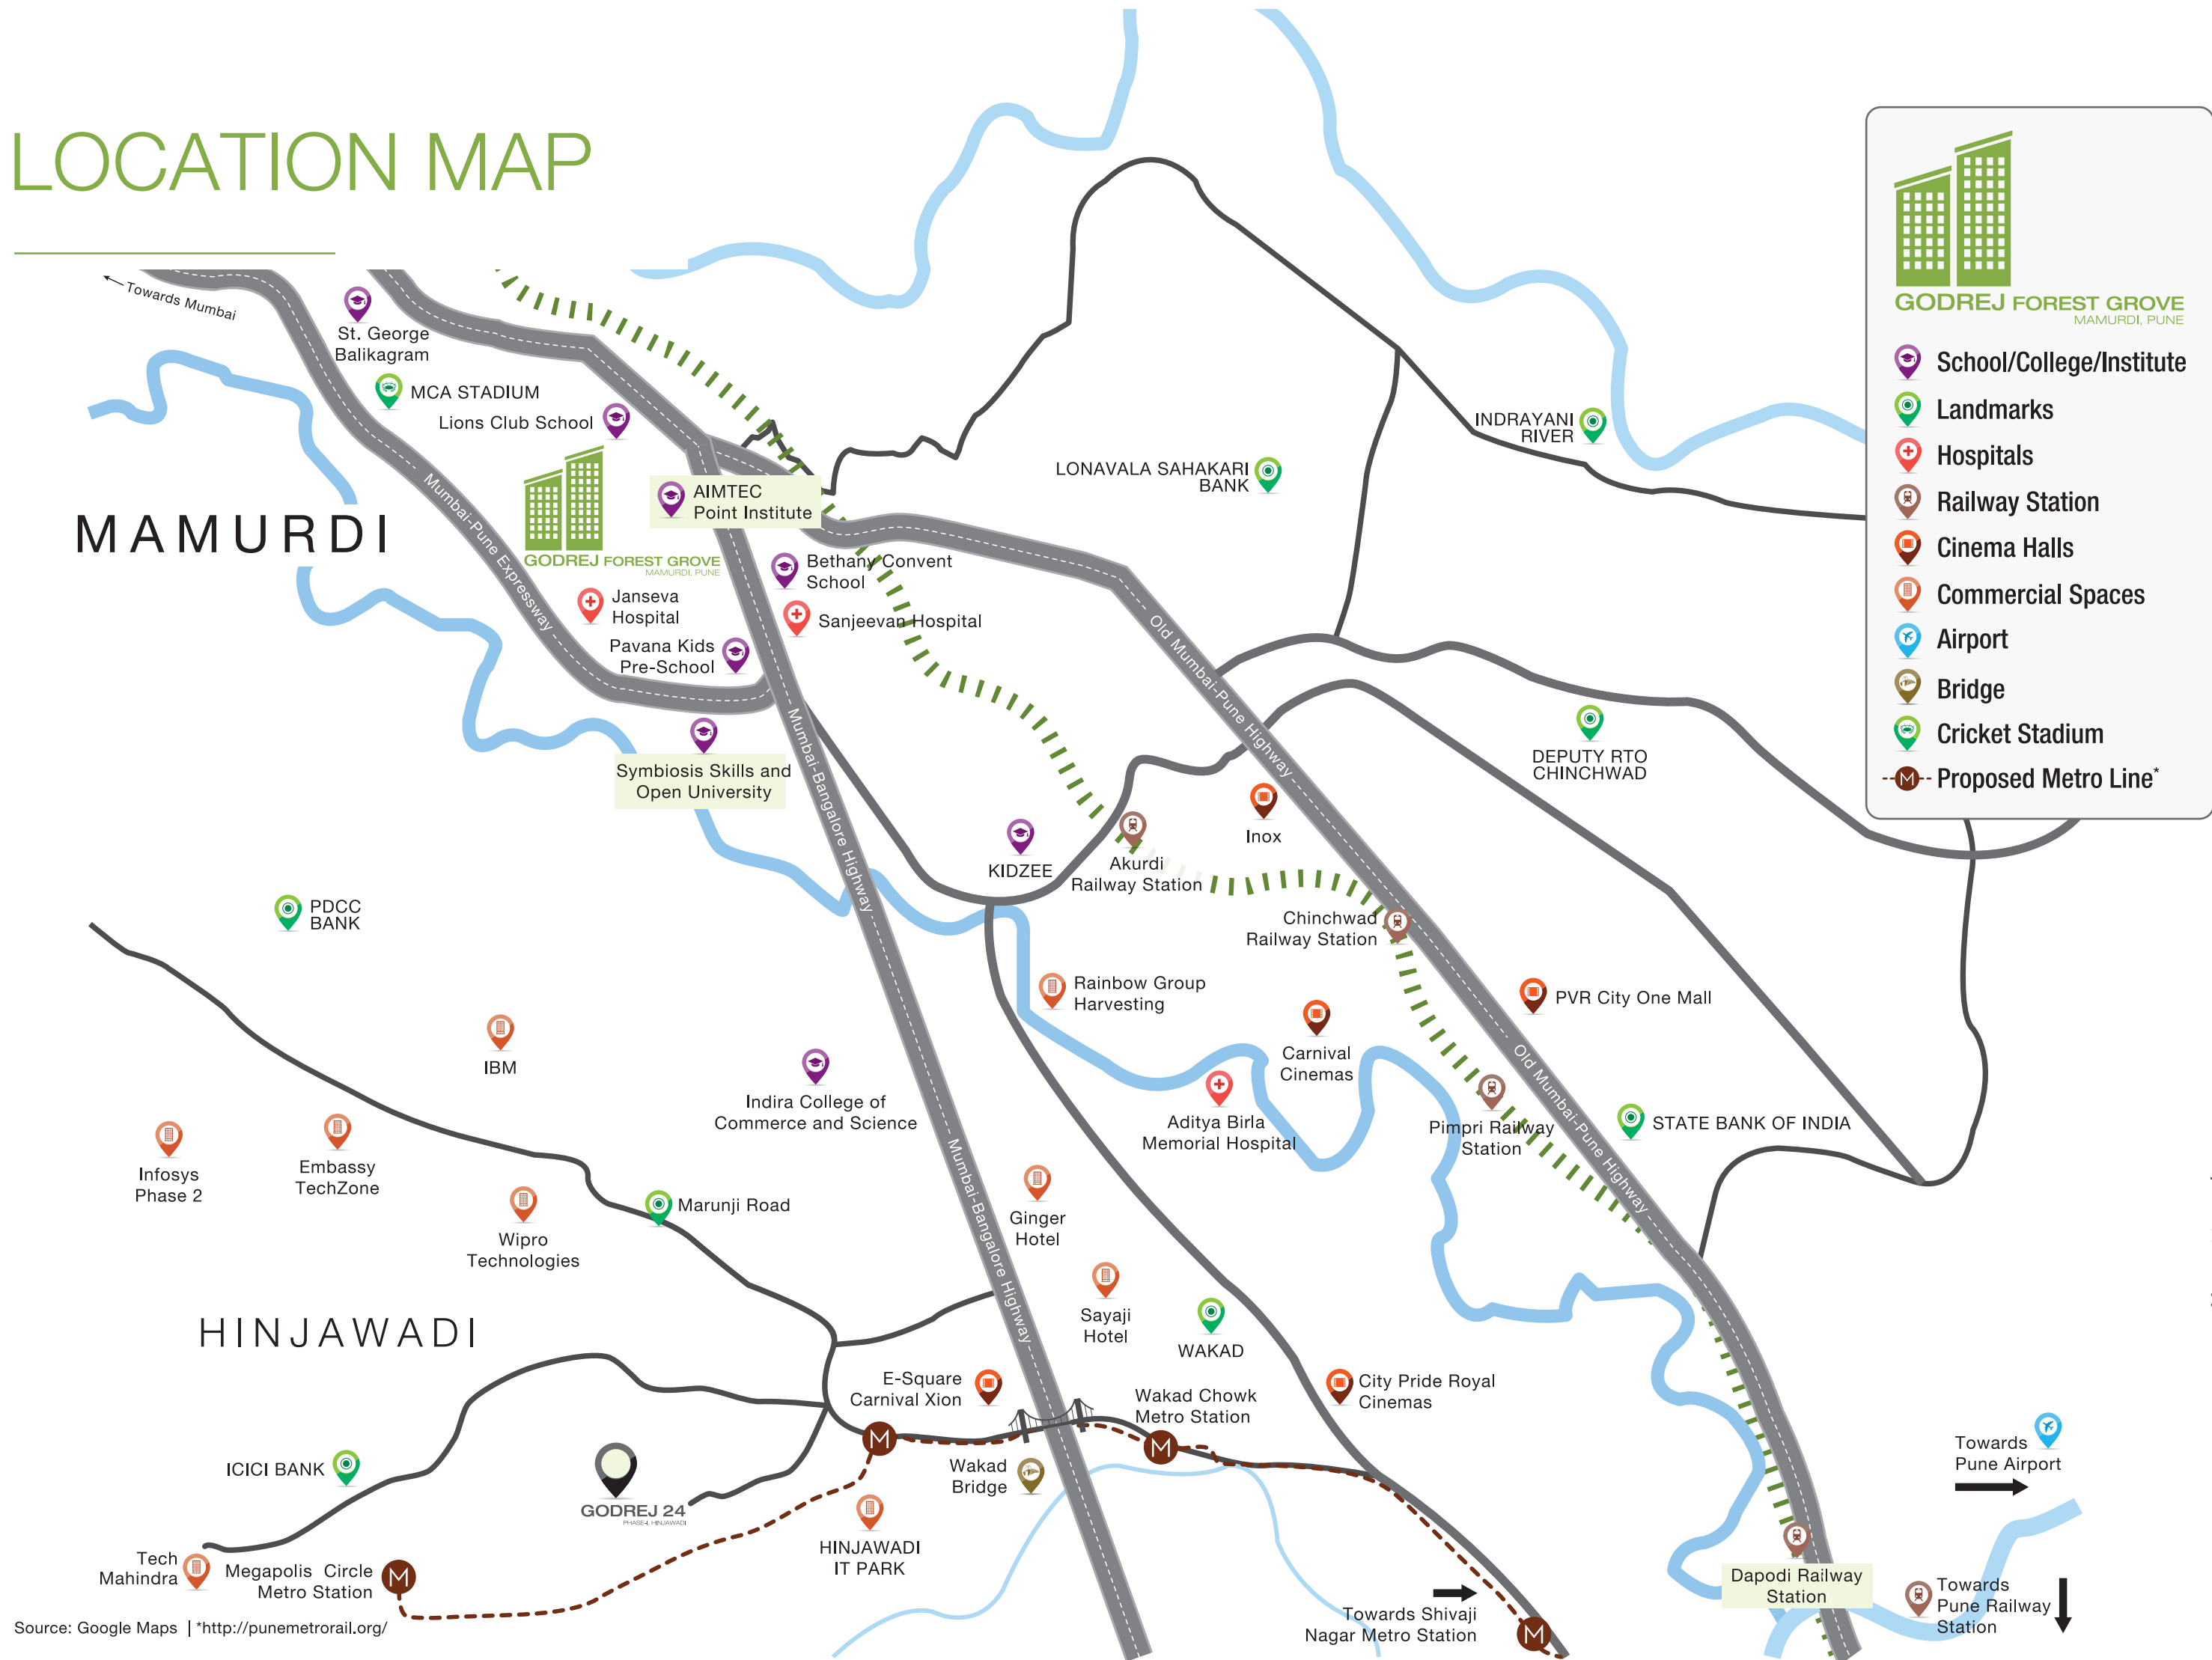 LOCATION MAP
Towards Mumbai
St. George
Balikagram
MCA STADIUM
Lions Club School
MAMURDI
Mumbai-Pune Expressway
GODREJ FOREST GROVE
MAMURDI, PUNE
AIMTEC
Point Institute
Bethany Convent
School
Janseva
Hospital
Sanjeevan Hospital
Pavana Kids
Pre-School
Symbiosis Skills and
Open University
Mumbai-Bangalore Highway
LONAVALA SAHAKARI
BANK
INDRAYANI
RIVER
Old Mumbai-Pune Highway
DEPUTY RTO
CHINCHWAD
Inox
KIDZEE
Akurdi
Railway Station
Chinchwad
Railway Station
PDCC
BANK
Rainbow Group
Harvesting
PVR City One Mall
IBM
Carnival
Cinemas
Indira College of
Commerce and Science
Aditya Birla
Memorial Hospital
Pimpri Railway
Station
Old Mumbai-Pune Highway
STATE BANK OF INDIA
Infosys
Phase 2
Embassy
TechZone
Wipro
Technologies
Marunji Road
Mumbai-Bangalore Highway
Ginger
Hotel
Sayaji
Hotel
WAKAD
HINJAWADI
E-Square
Carnival Xion
Wakad Chowk
Metro Station
City Pride Royal
Cinemas
ICICI BANK
GODREJ 24
PHASE-I, HINJAWADI
Wakad
Bridge
HINJAWADI
IT PARK
Tech
Mahindra
Megapolis Circle
Metro Station
M
M
M
M
Towards Shivaji
Nagar Metro Station
Dapodi Railway
Station
Towards
Pune Airport
Towards
Pune Railway
Station
Source: Google Maps | *http://punemetrorail.org/
GODREJ FOREST GROVE
MAMURDI, PUNE
School/College/Institute
Landmarks
Hospitals
Railway Station
Cinema Halls
Commercial Spaces
Airport
Bridge
Cricket Stadium
M Proposed Metro Line*